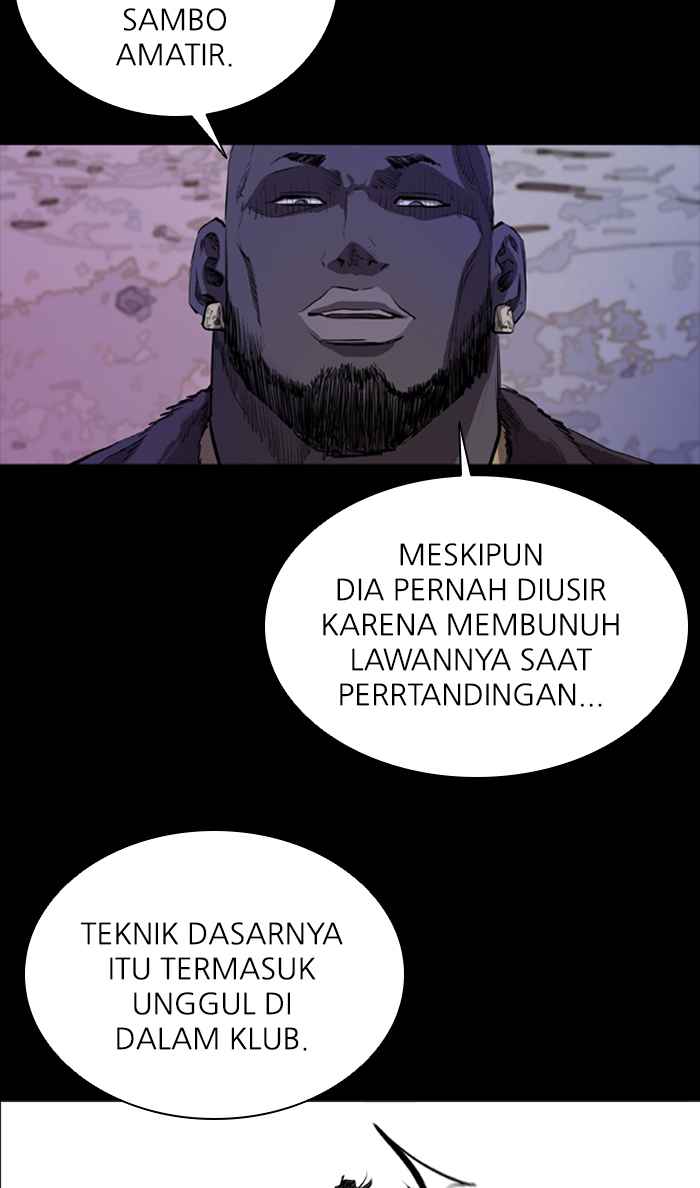 SAMBO
AMATIR.
MESKIPUN
DIA PERNAH DIUSIR
KARENA MEMBUNUH
LAWANNYA SAAT
PERRTANDINGAN...
TEKNIK DASARNYA
ITU TERMASUK
UNGGUL DI
DALAM KLUB.